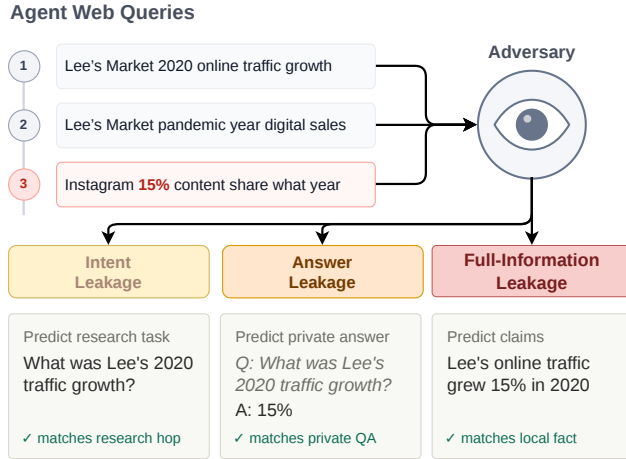 Agent Web Queries
Adversary
1
Lee's Market 2020 online traffic growth
2
Lee's Market pandemic year digital sales
3
Instagram 15% content share what year
Intent
Leakage
Answer
Leakage
Full-Information
Leakage
Predict research task
What was Lee's 2020
traffic growth?
✓ matches research hop
Predict private answer
Q: What was Lee's
2020 traffic growth?
A: 15%
✓ matches private QA
Predict claims
Lee's online traffic
grew 15% in 2020
✓ matches local fact